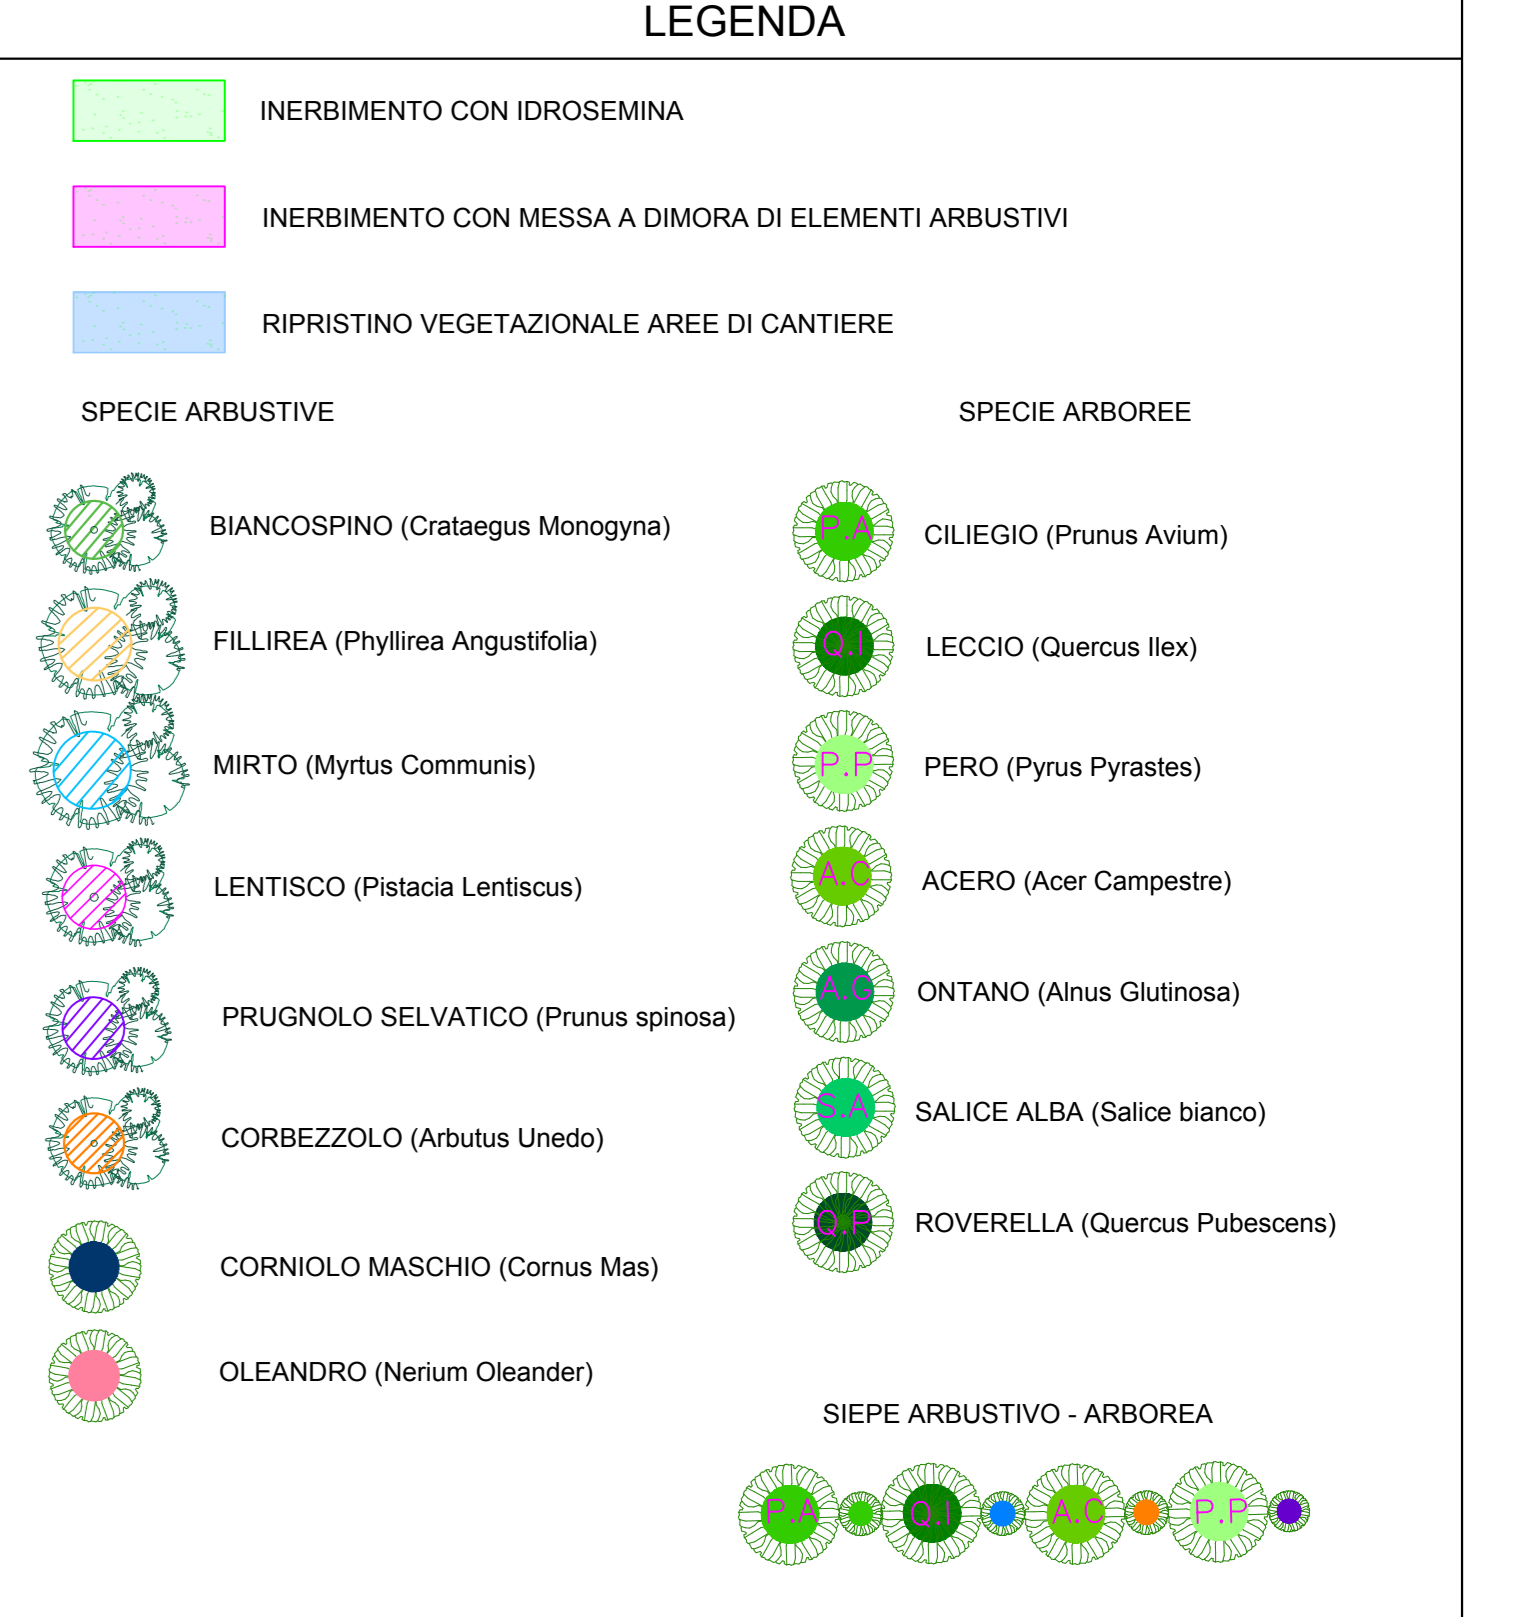 LEGENDA
INERBIMENTO CON IDROSEMINA
INERBIMENTO CON MESSA A DIMORA DI ELEMENTI ARBUSTIVI
RIPRISTINO VEGETAZIONALE AREE DI CANTIERE
SPECIE ARBUSTIVE
BIANCOSPINO (Crataegus Monogyna)
FILLIREA (Phyllirea Angustifolia)
MIRTO (Myrtus Communis)
LENTISCO (Pistacia Lentiscus)
PRUGNOLO SELVATICO (Prunus spinosa)
CORBEZZOLO (Arbutus Unedo)
CORNIOLO MASCHIO (Cornus Mas)
OLEANDRO (Nerium Oleander)
SPECIE ARBOREE
P.A CILIEGIO (Prunus Avium)
Q.I LECCIO (Quercus Ilex)
P.P PERO (Pyrus Pyrastes)
A.C ACERO (Acer Campestre)
A.G ONTANO (Alnus Glutinosa)
S.A SALICE ALBA (Salice bianco)
Q.P ROVERELLA (Quercus Pubescens)
SIEPE ARBUSTIVO - ARBOREA
P.A Q.I A.C P.P